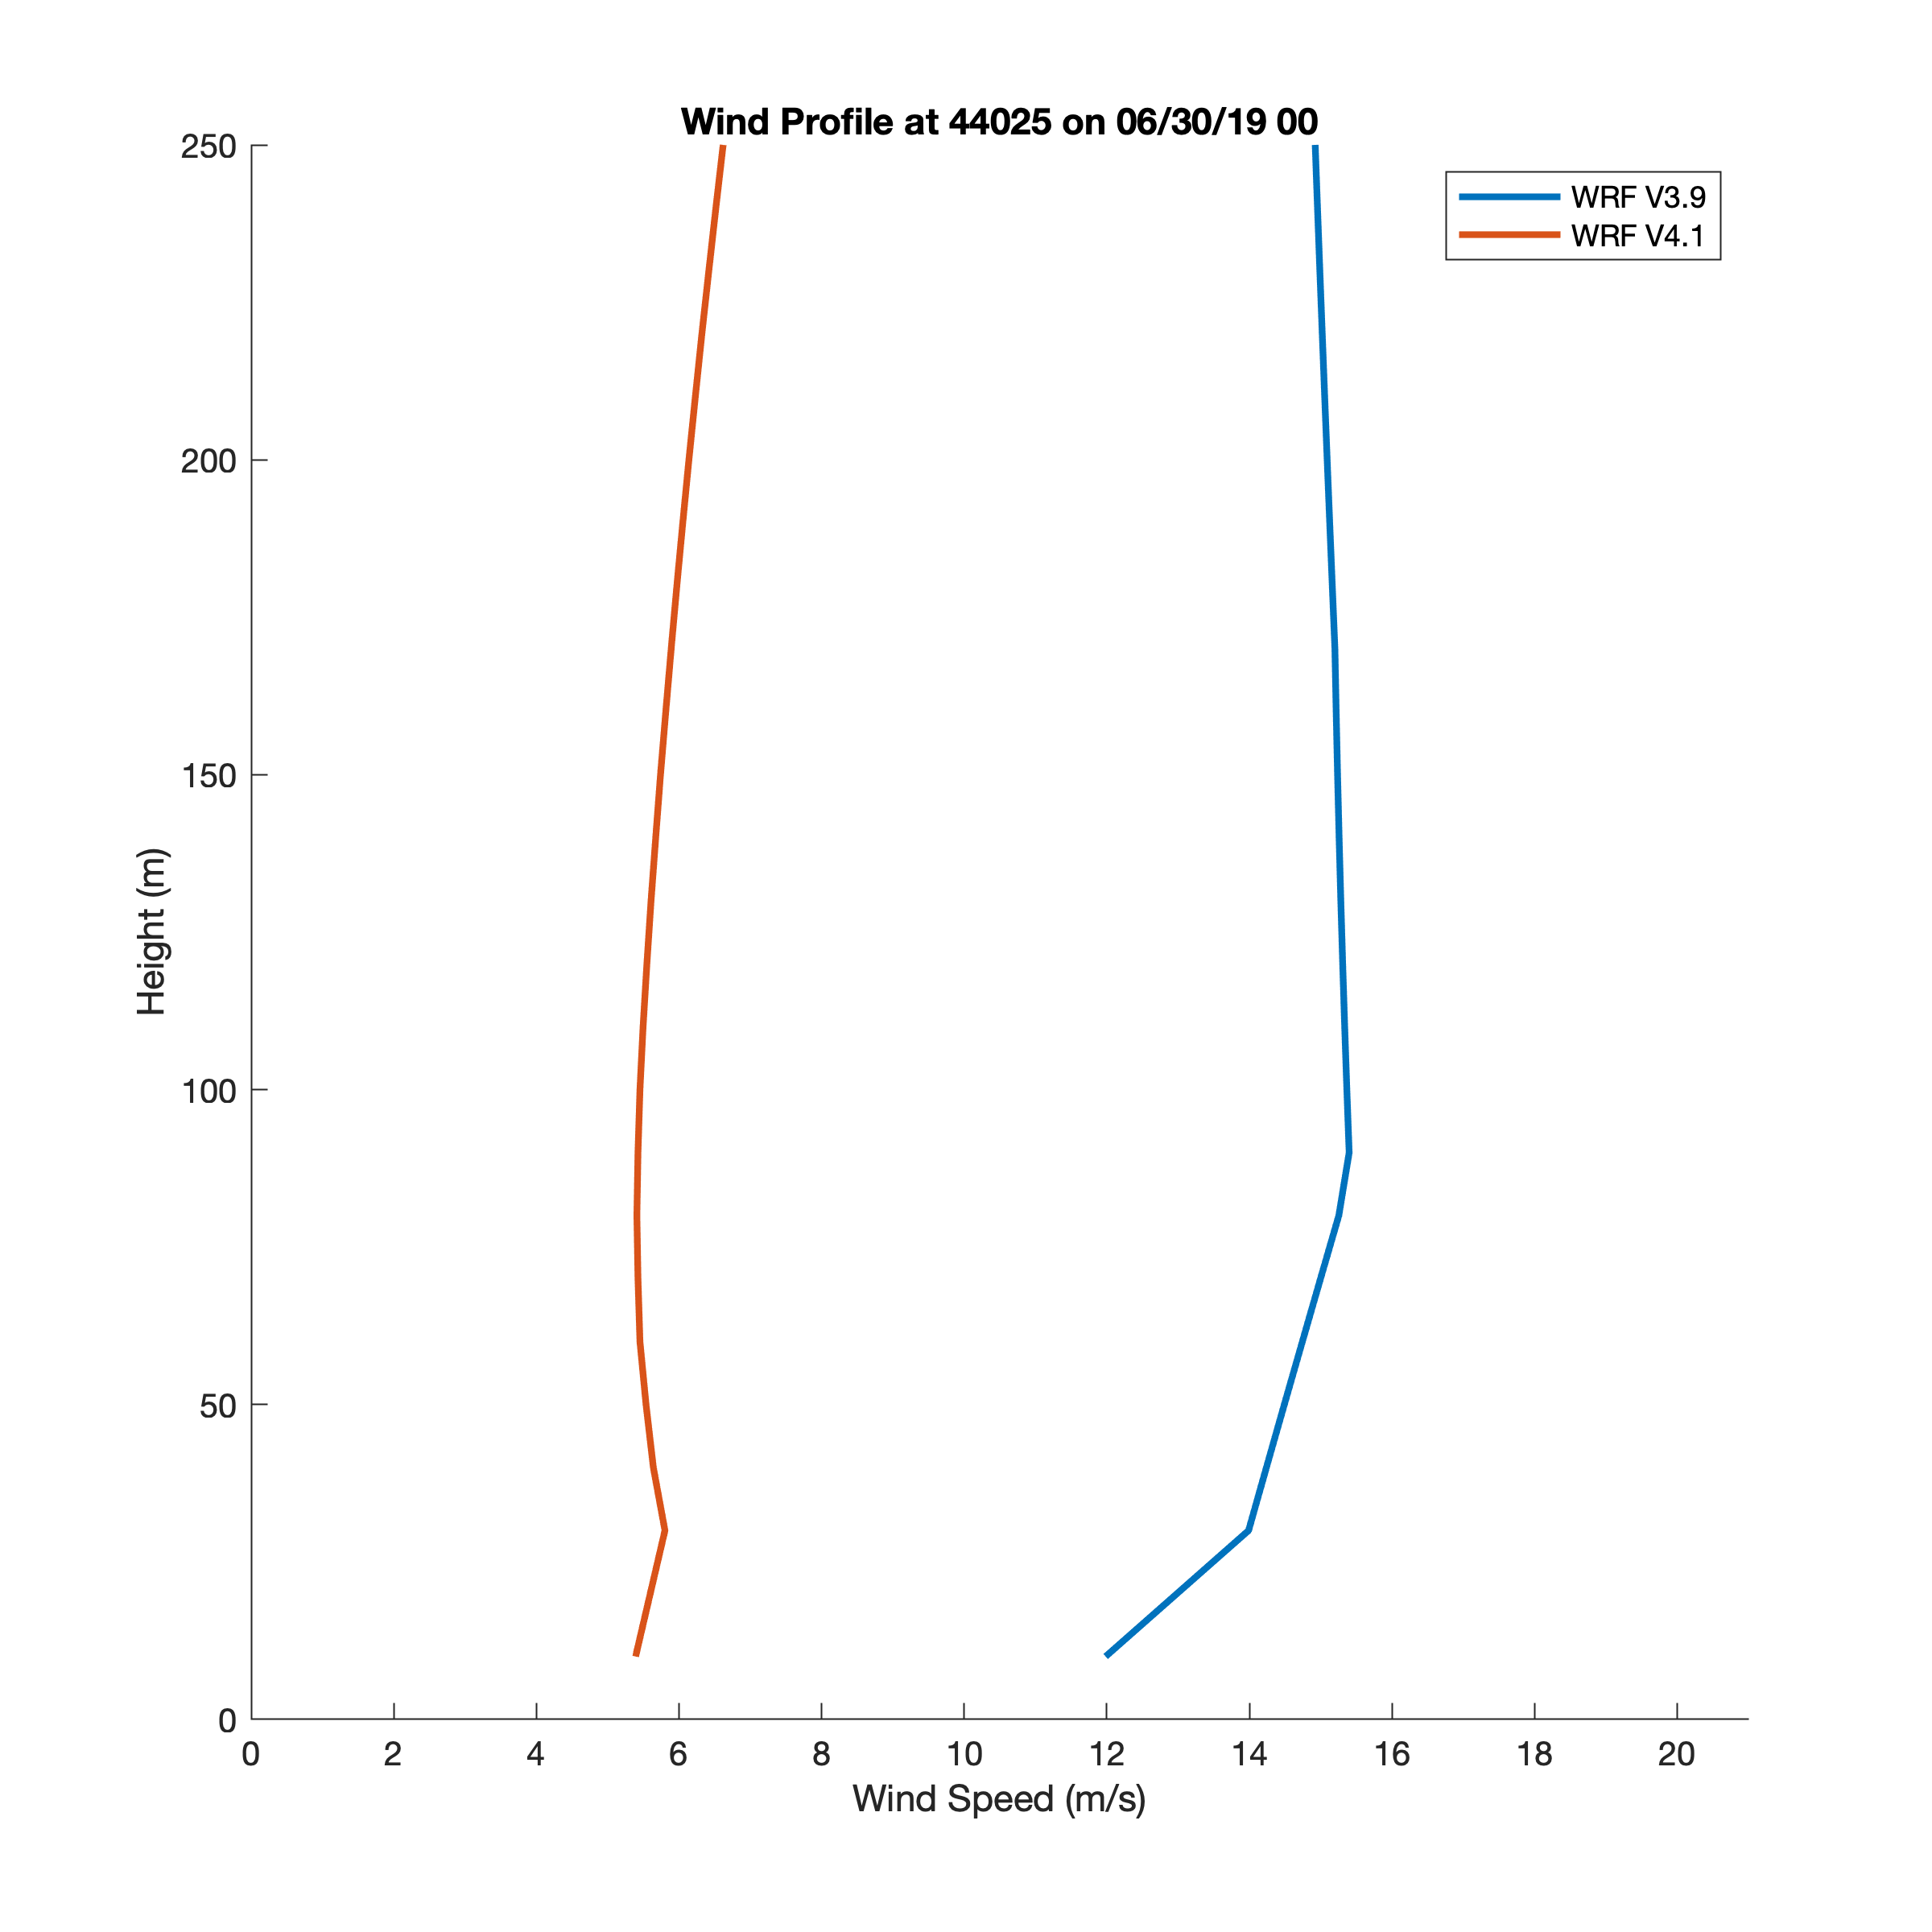 Wind Profile at 44025 on 06/30/19 00
WRF V3.9
WRF V4.1
250
200
150
100
50
0
Height (m)
0 2 4 6 8 10 12 14 16 18 20
Wind Speed (m/s)